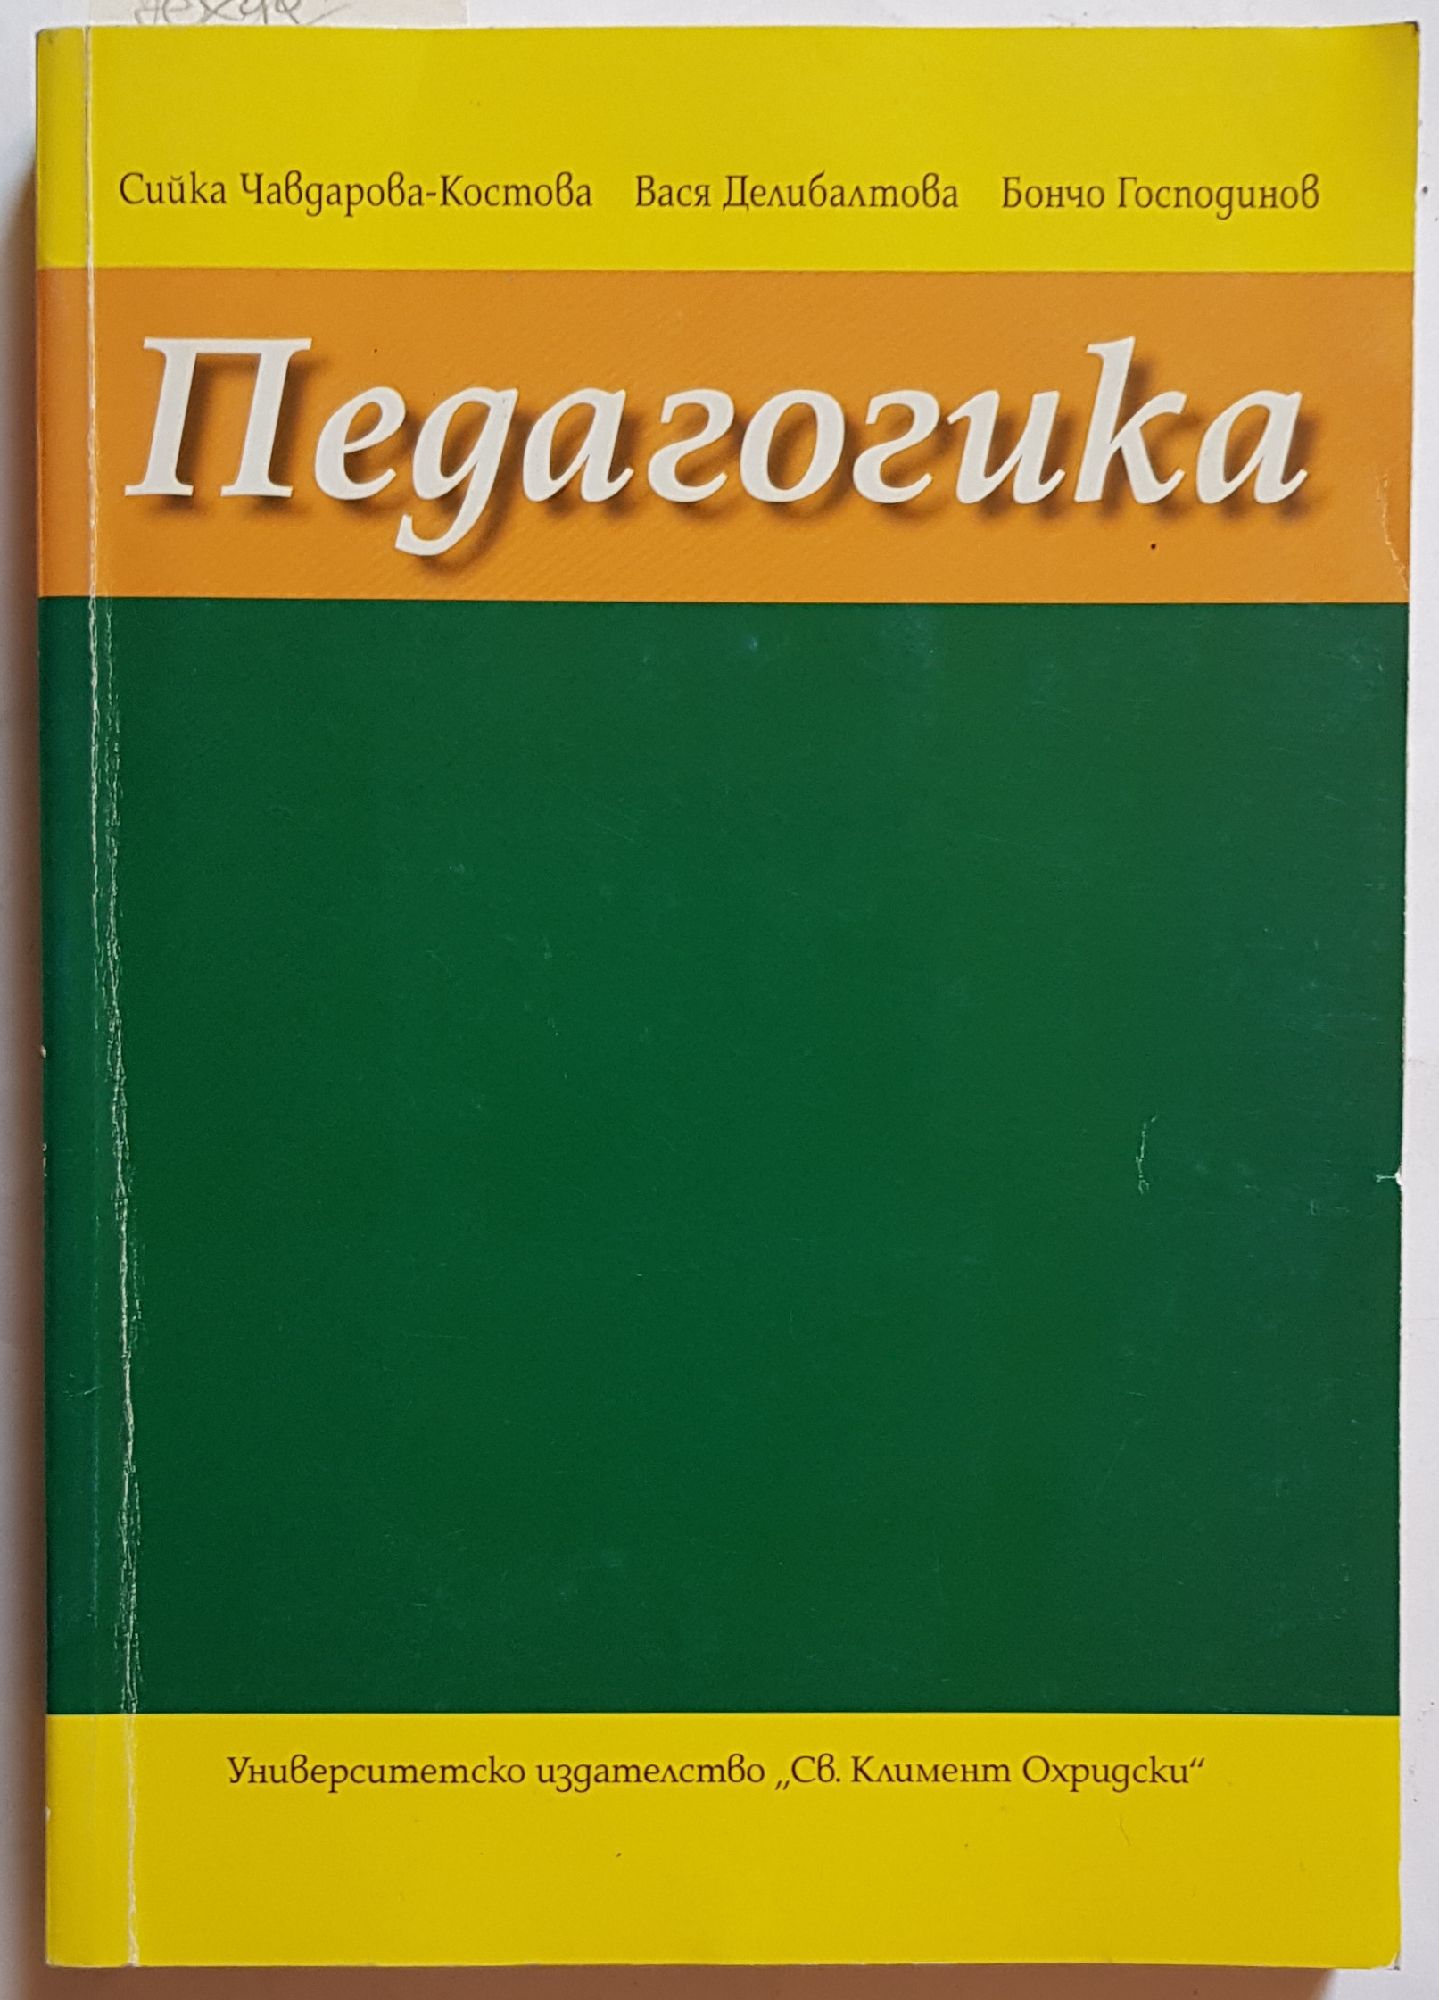 Сийка Чавдарова-Костова Вася Делибалтова Бончо Господинов
Педагогика
Университетско издателство „Св. Климент Охридски“